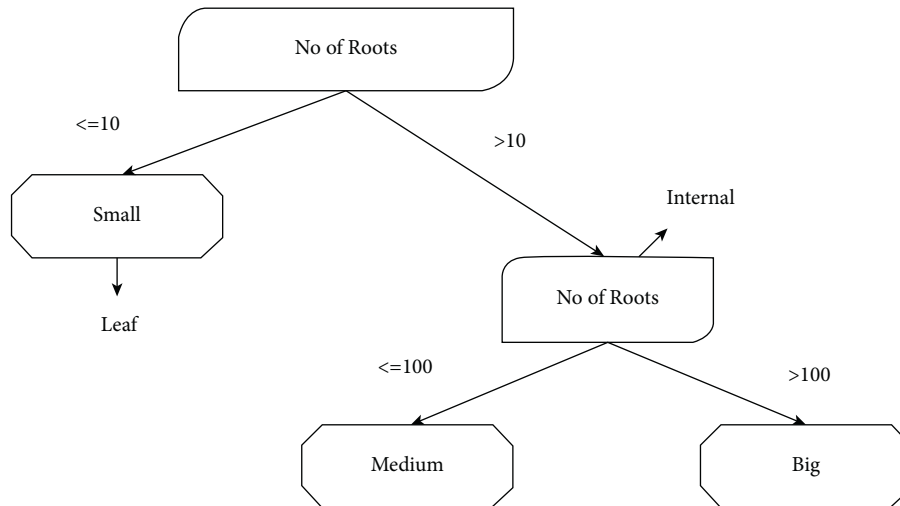 No of Roots
<=10
>10
Internal
Small
No of Roots
Leaf
<=100
>100
Medium
Big